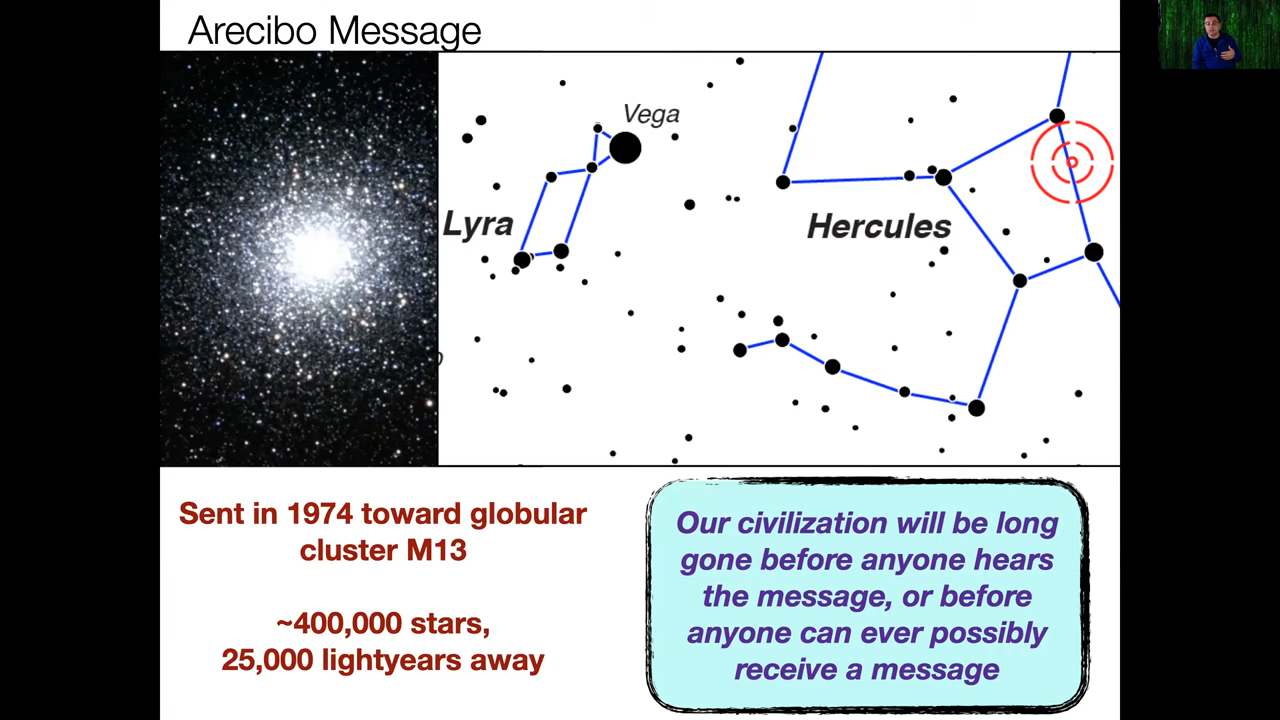 Arecibo Message
Vega
Lyra
Hercules
Sent in 1974 toward globular
cluster M13
~400,000 stars,
25,000 lightyears away
Our civilization will be long
gone before anyone hears
the message, or before
anyone can ever possibly
receive a message